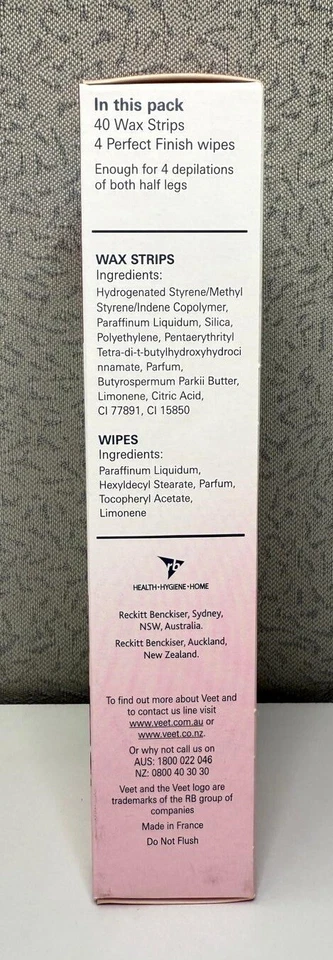 In this pack
40 Wax Strips
4 Perfect Finish wipes
Enough for 4 depilations
of both half legs
WAX STRIPS
Ingredients:
Hydrogenated Styrene/Methyl
Styrene/Indene Copolymer,
Paraffinum Liquidum, Silica,
Polyethylene, Pentaerythrityl
Tetra-di-t-butylhydroxyhydroci
nnamate, Parfum,
Butyrospermum Parkii Butter,
Limonene, Citric Acid,
CI 77891, CI 15850
WIPES
Ingredients:
Paraffinum Liquidum,
Hexyldecyl Stearate, Parfum,
Tocopheryl Acetate,
Limonene
rb
HEALTH•HYGIENE•HOME
Reckitt Benckiser, Sydney,
NSW, Australia.
Reckitt Benckiser, Auckland,
New Zealand.
To find out more about Veet and
to contact us line visit
www.veet.com.au or
www.veet.co.nz.
Or why not call us on
AUS: 1800 022 046
NZ: 0800 40 30 30
Veet and the Veet logo are
trademarks of the RB group of
companies
Made in France
Do Not Flush